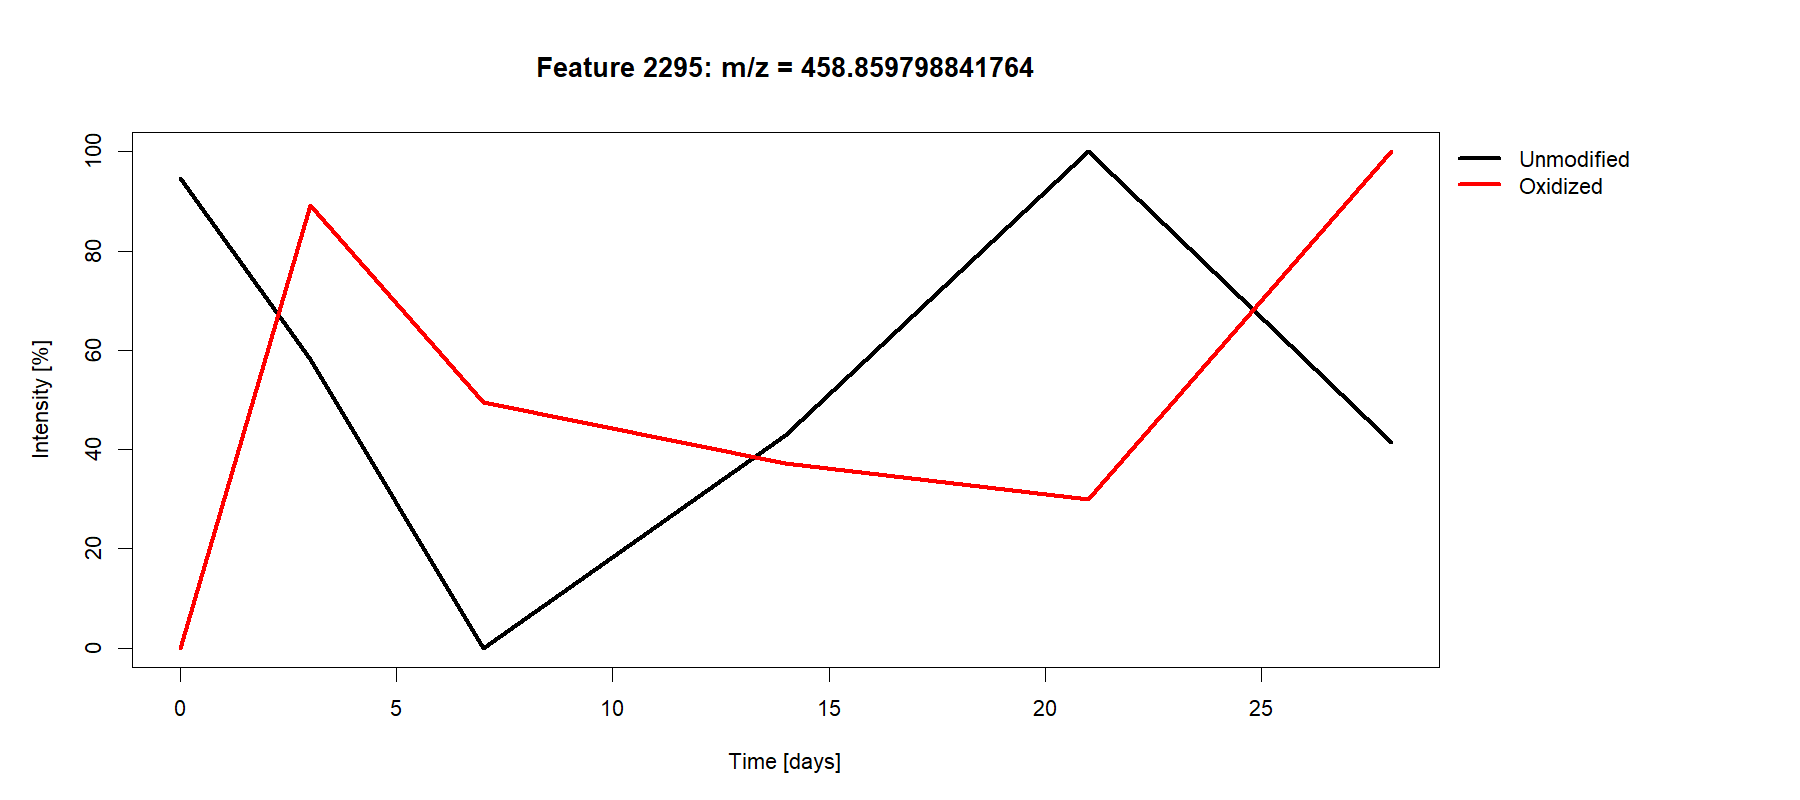 Feature 2295: m/z = 458.859798841764
Unmodified
Oxidized
Intensity [%]
100
80
60
40
20
0
0 5 10 15 20 25
Time [days]